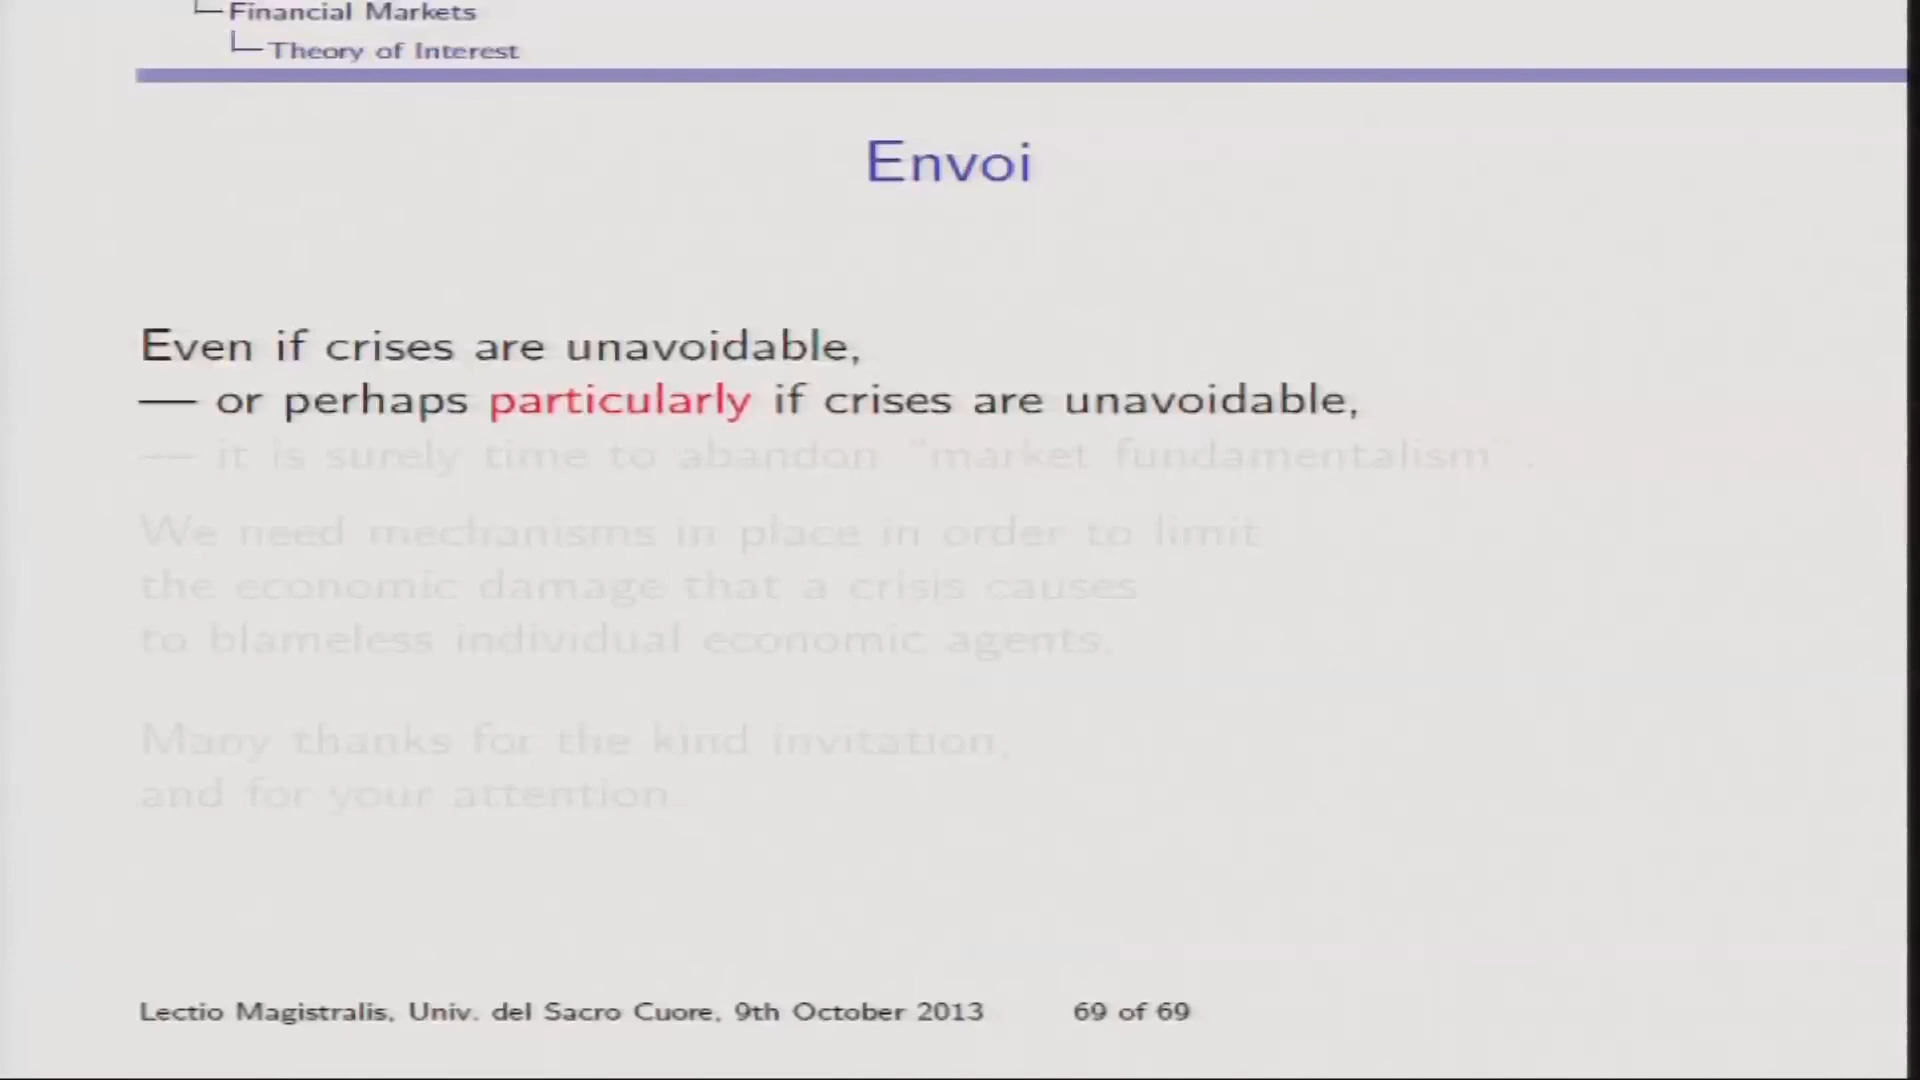 Financial Markets
Theory of Interest
Envoi
Even if crises are unavoidable,
— or perhaps particularly if crises are unavoidable,
— it is surely time to abandon "market fundamentalism".
We need mechanisms in place in order to limit
the economic damage that a crisis causes
to blameless individual economic agents.
Many thanks for the kind invitation,
and for your attention.
Lectio Magistralis, Univ. del Sacro Cuore, 9th October 2013 69 of 69